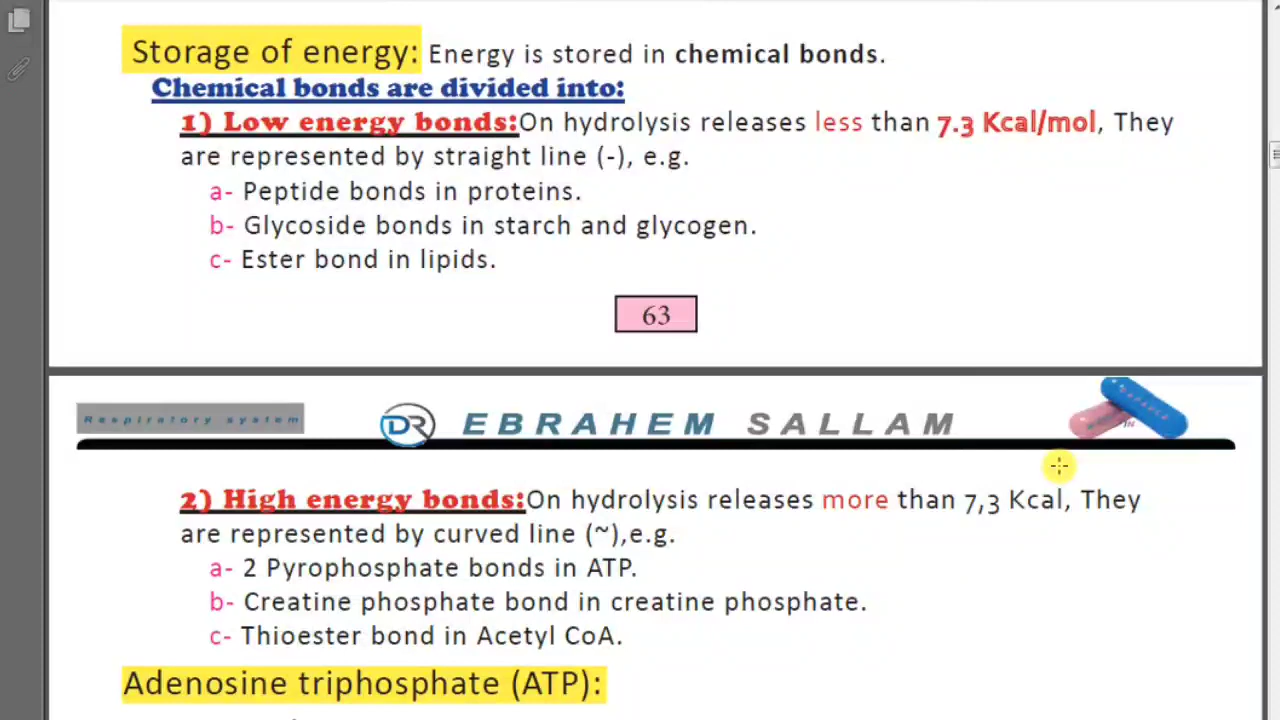 Storage of energy: Energy is stored in chemical bonds.
Chemical bonds are divided into:
1) Low energy bonds:On hydrolysis releases less than 7.3 Kcal/mol, They
are represented by straight line (-), e.g.
a- Peptide bonds in proteins.
b- Glycoside bonds in starch and glycogen.
c- Ester bond in lipids.
63
Respiratory system
DR EBRAHEM SALLAM
2) High energy bonds:On hydrolysis releases more than 7,3 Kcal, They
are represented by curved line (~),e.g.
a- 2 Pyrophosphate bonds in ATP.
b- Creatine phosphate bond in creatine phosphate.
c- Thioester bond in Acetyl CoA.
Adenosine triphosphate (ATP):